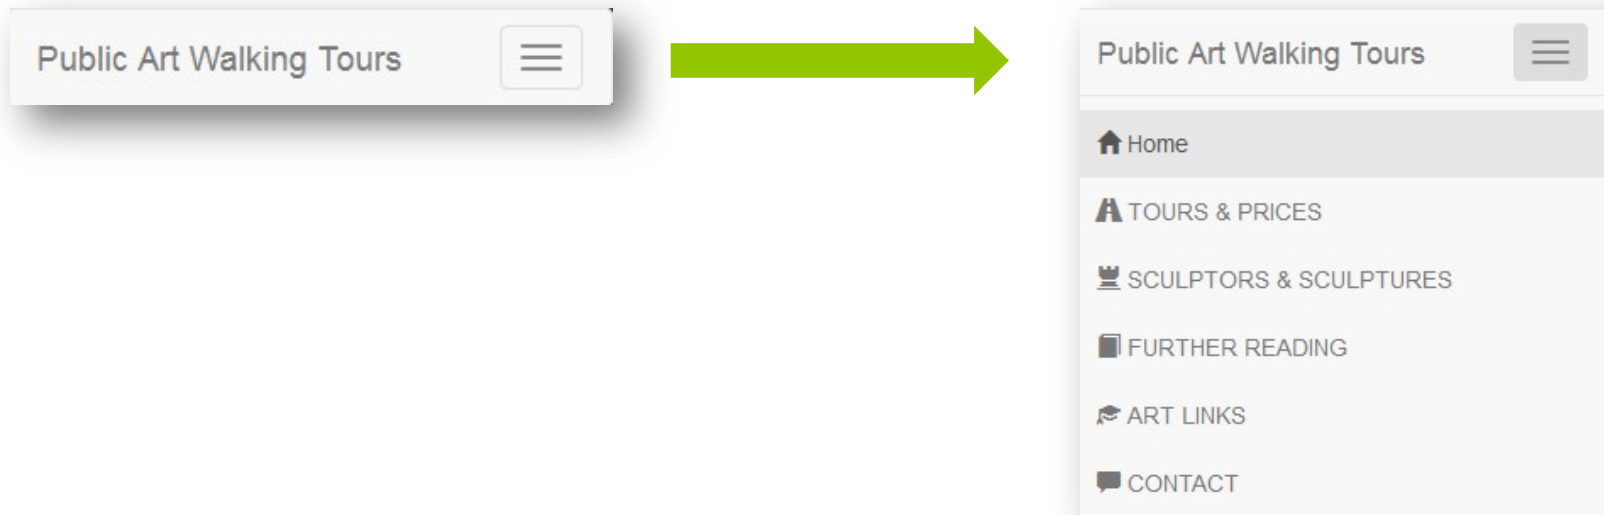 Public Art Walking Tours
Public Art Walking Tours
Home
TOURS & PRICES
SCULPTORS & SCULPTURES
FURTHER READING
ART LINKS
CONTACT